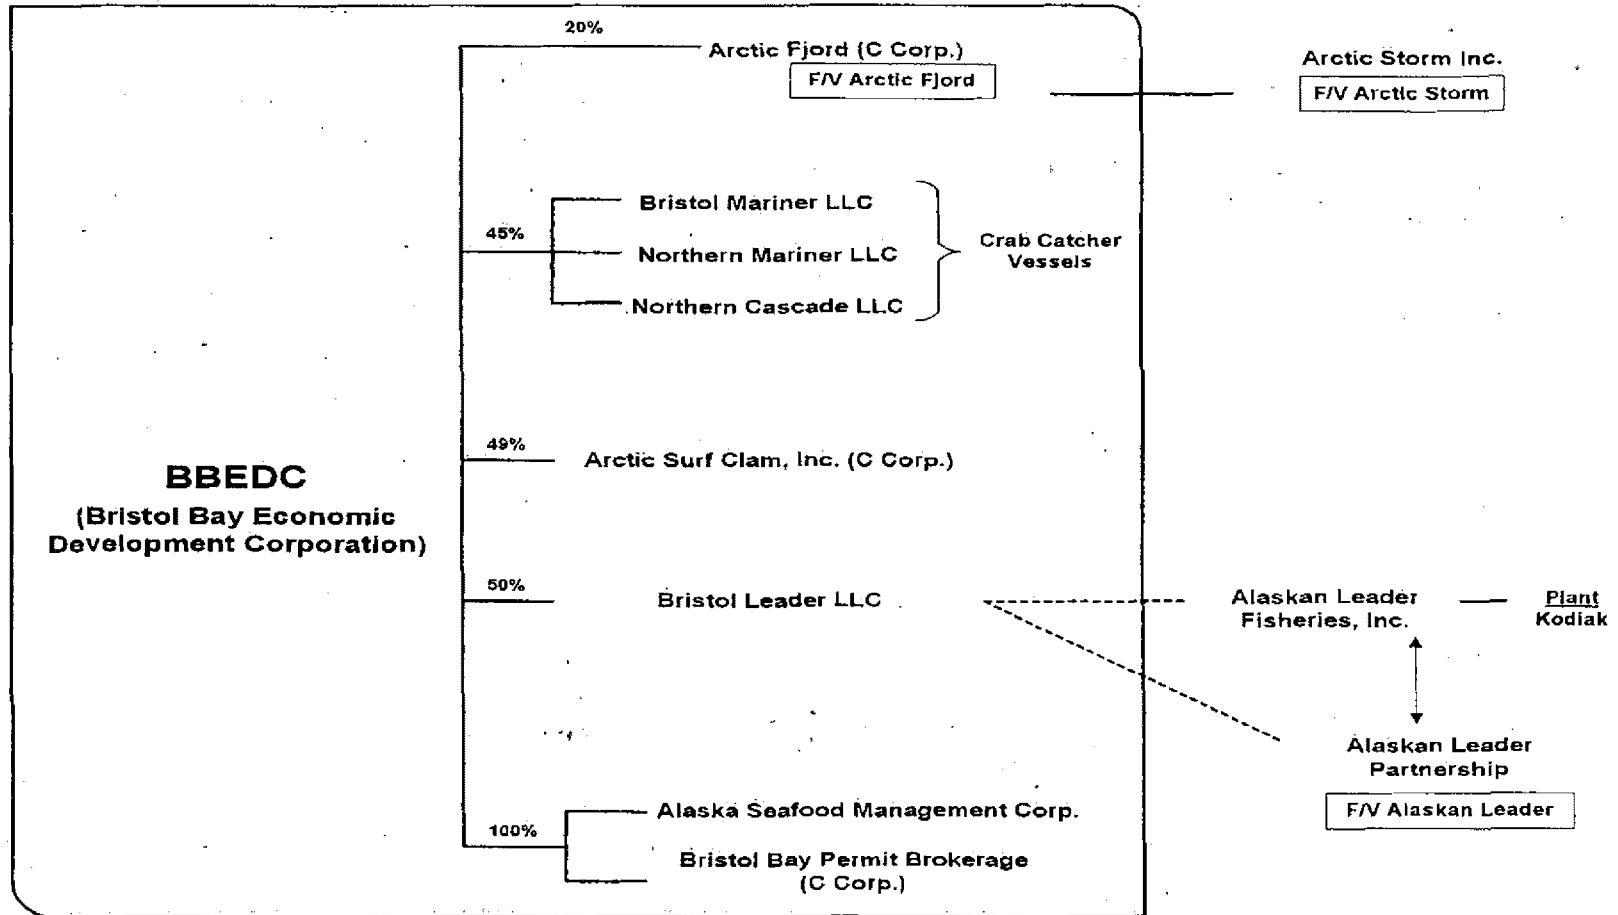 20%
Arctic Fjord (C Corp.)
F/V Arctic Fjord
Arctic Storm Inc.
F/V Arctic Storm
45%
Bristol Mariner LLC
Northern Mariner LLC
Northern Cascade LLC
Crab Catcher
Vessels
49%
Arctic Surf Clam, Inc. (C Corp.)
BBEDC
(Bristol Bay Economic
Development Corporation)
50%
Bristol Leader LLC
Alaskan Leader
Fisheries, Inc.
Plant
Kodiak
Alaskan Leader
Partnership
F/V Alaskan Leader
100%
Alaska Seafood Management Corp.
Bristol Bay Permit Brokerage
(C Corp.)